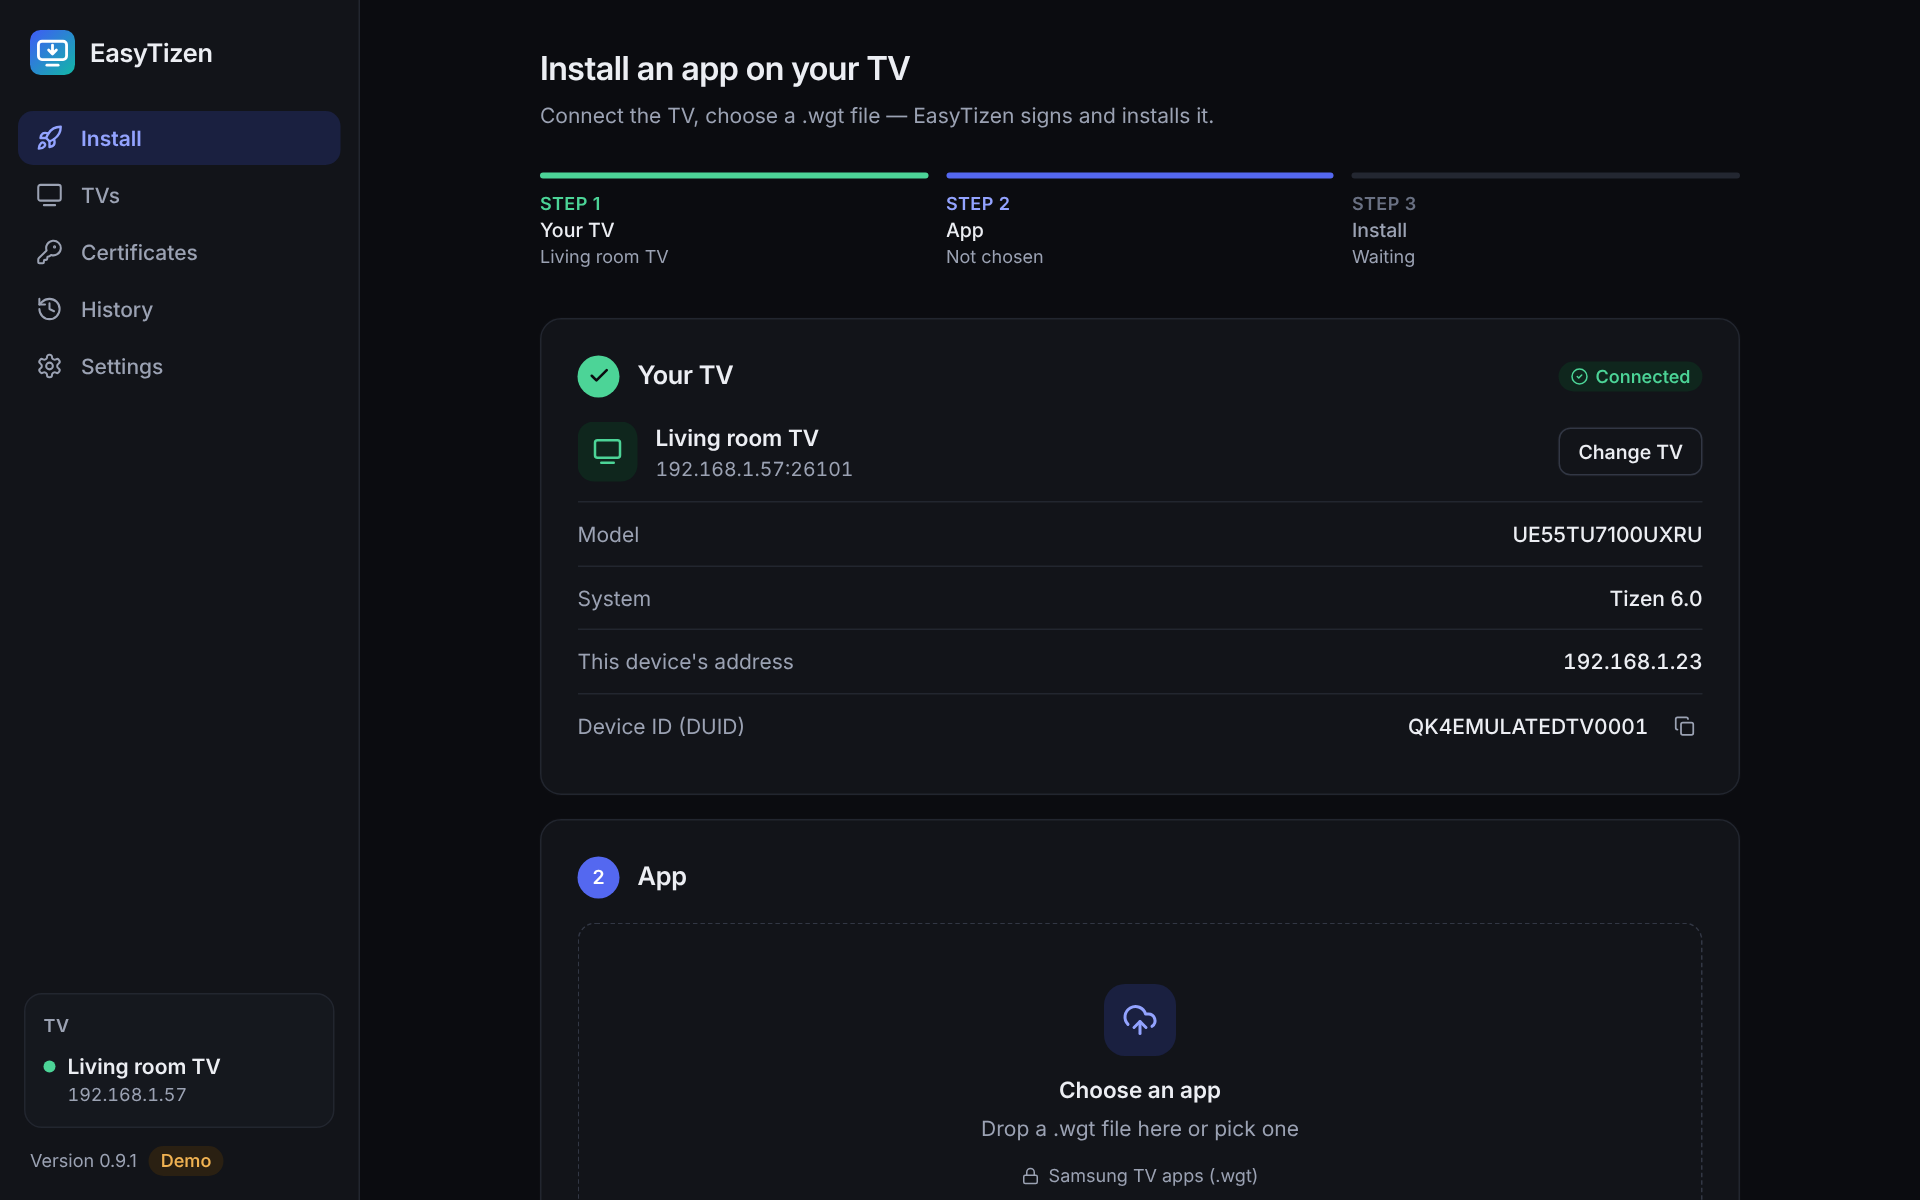 EasyTizen
Install
TVs
Certificates
History
Settings
TV
Living room TV
192.168.1.57
Version 0.9.1 Demo
Install an app on your TV
Connect the TV, choose a .wgt file — EasyTizen signs and installs it.
STEP 1
Your TV
Living room TV
STEP 2
App
Not chosen
STEP 3
Install
Waiting
Your TV
Connected
Living room TV
192.168.1.57:26101
Change TV
Model UE55TU7100UXRU
System Tizen 6.0
This device's address 192.168.1.23
Device ID (DUID) QK4EMULATEDTV0001
2 App
Choose an app
Drop a .wgt file here or pick one
Samsung TV apps (.wgt)